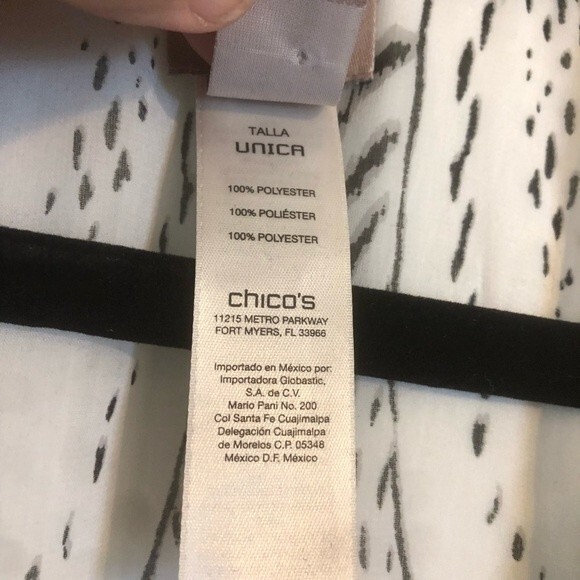 TALLA
UNICA
100% POLYESTER
100% POLIÉSTER
100% POLYESTER
chico's
11215 METRO PARKWAY
FORT MYERS, FL 33966
Importado en México por:
Importadora Globastic,
S.A. de C.V.
Mario Pani No. 200
Col Santa Fe Cuajimalpa
Delegación Cuajimalpa
de Morelos C.P. 05348
México D.F. México